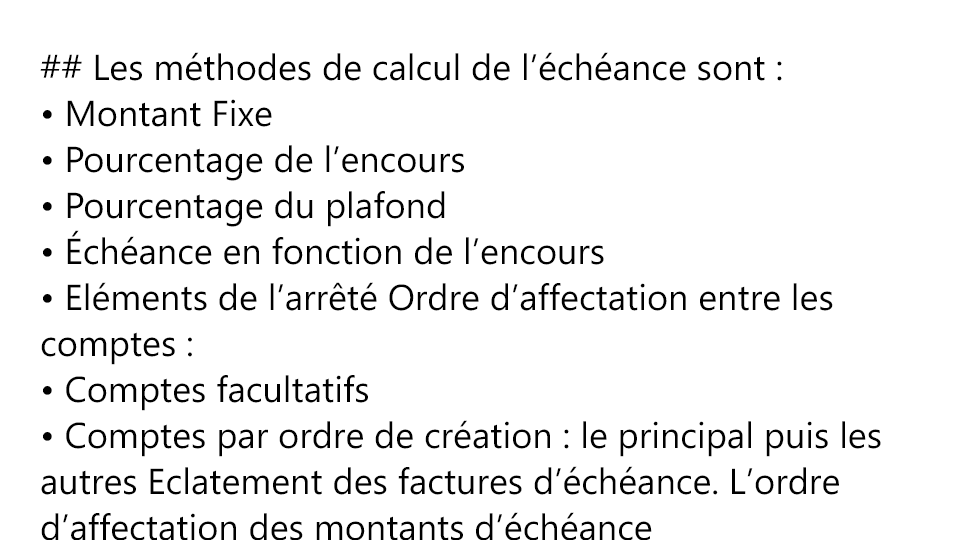 ## Les méthodes de calcul de l’échéance sont :
• Montant Fixe
• Pourcentage de l’encours
• Pourcentage du plafond
• Échéance en fonction de l’encours
• Eléments de l’arrêté Ordre d’affectation entre les
comptes :
• Comptes facultatifs
• Comptes par ordre de création : le principal puis les
autres Eclatement des factures d’échéance. L’ordre
d’affectation des montants d’échéance